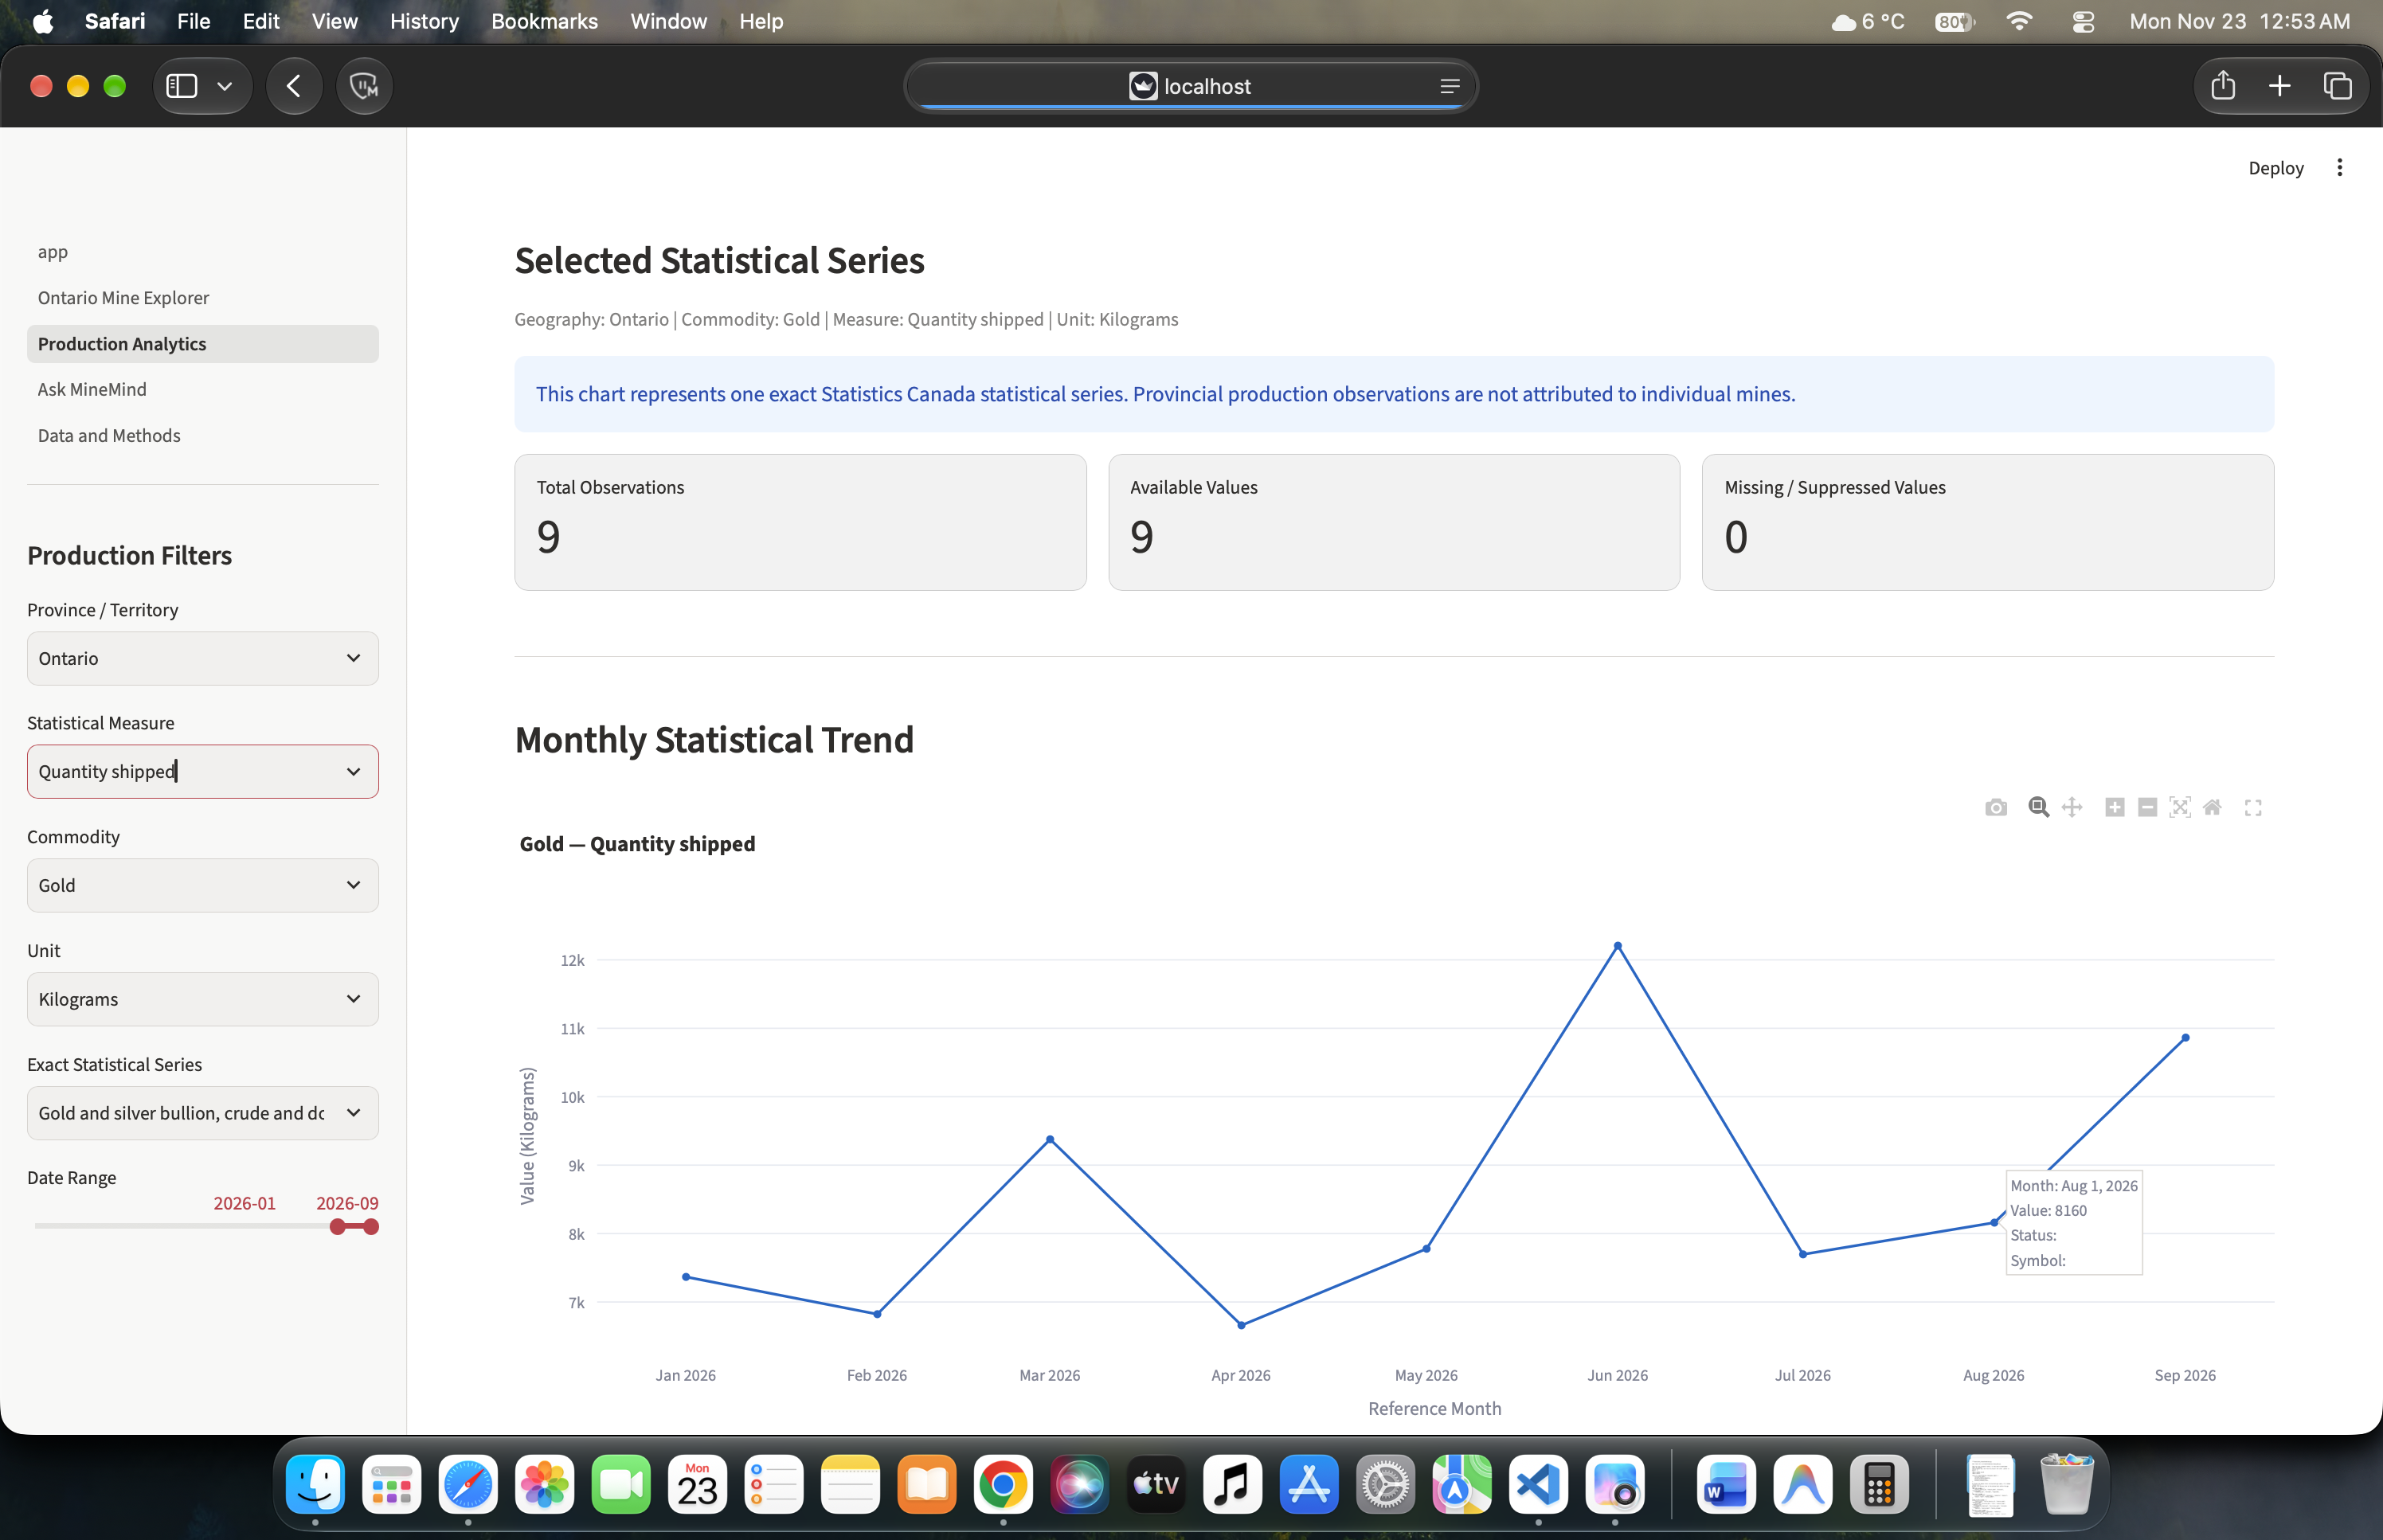 Safari File Edit View History Bookmarks Window Help 6 °C 80 Mon Nov 23 12:53 AM
localhost
Deploy
app
Ontario Mine Explorer
Production Analytics
Ask MineMind
Data and Methods
Production Filters
Province / Territory
Ontario
Statistical Measure
Quantity shipped
Commodity
Gold
Unit
Kilograms
Exact Statistical Series
Gold and silver bullion, crude and dc
Date Range
2026-01 2026-09
Selected Statistical Series
Geography: Ontario | Commodity: Gold | Measure: Quantity shipped | Unit: Kilograms
This chart represents one exact Statistics Canada statistical series. Provincial production observations are not attributed to individual mines.
Total Observations
9
Available Values
9
Missing / Suppressed Values
0
Monthly Statistical Trend
Gold — Quantity shipped
12k
11k
10k
9k
8k
7k
Value (Kilograms)
Month: Aug 1, 2026
Value: 8160
Status:
Symbol:
Jan 2026 Feb 2026 Mar 2026 Apr 2026 May 2026 Jun 2026 Jul 2026 Aug 2026 Sep 2026
Reference Month
Mon
23
tv
W